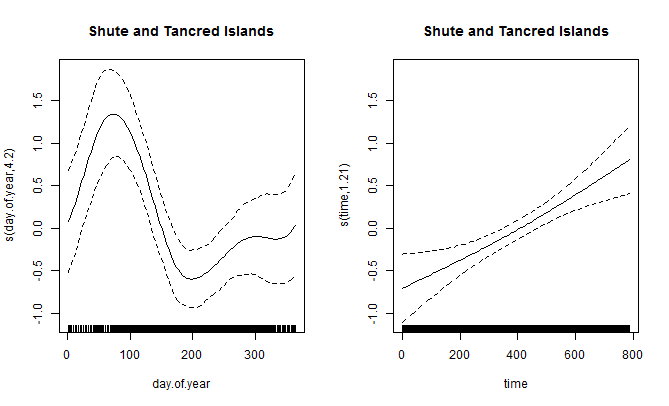 Shute and Tancred Islands
s(day.of.year,4.2)
-1.0 -0.5 0.0 0.5 1.0 1.5
0 100 200 300
day.of.year
Shute and Tancred Islands
s(time,1.21)
-1.0 -0.5 0.0 0.5 1.0 1.5
0 200 400 600 800
time